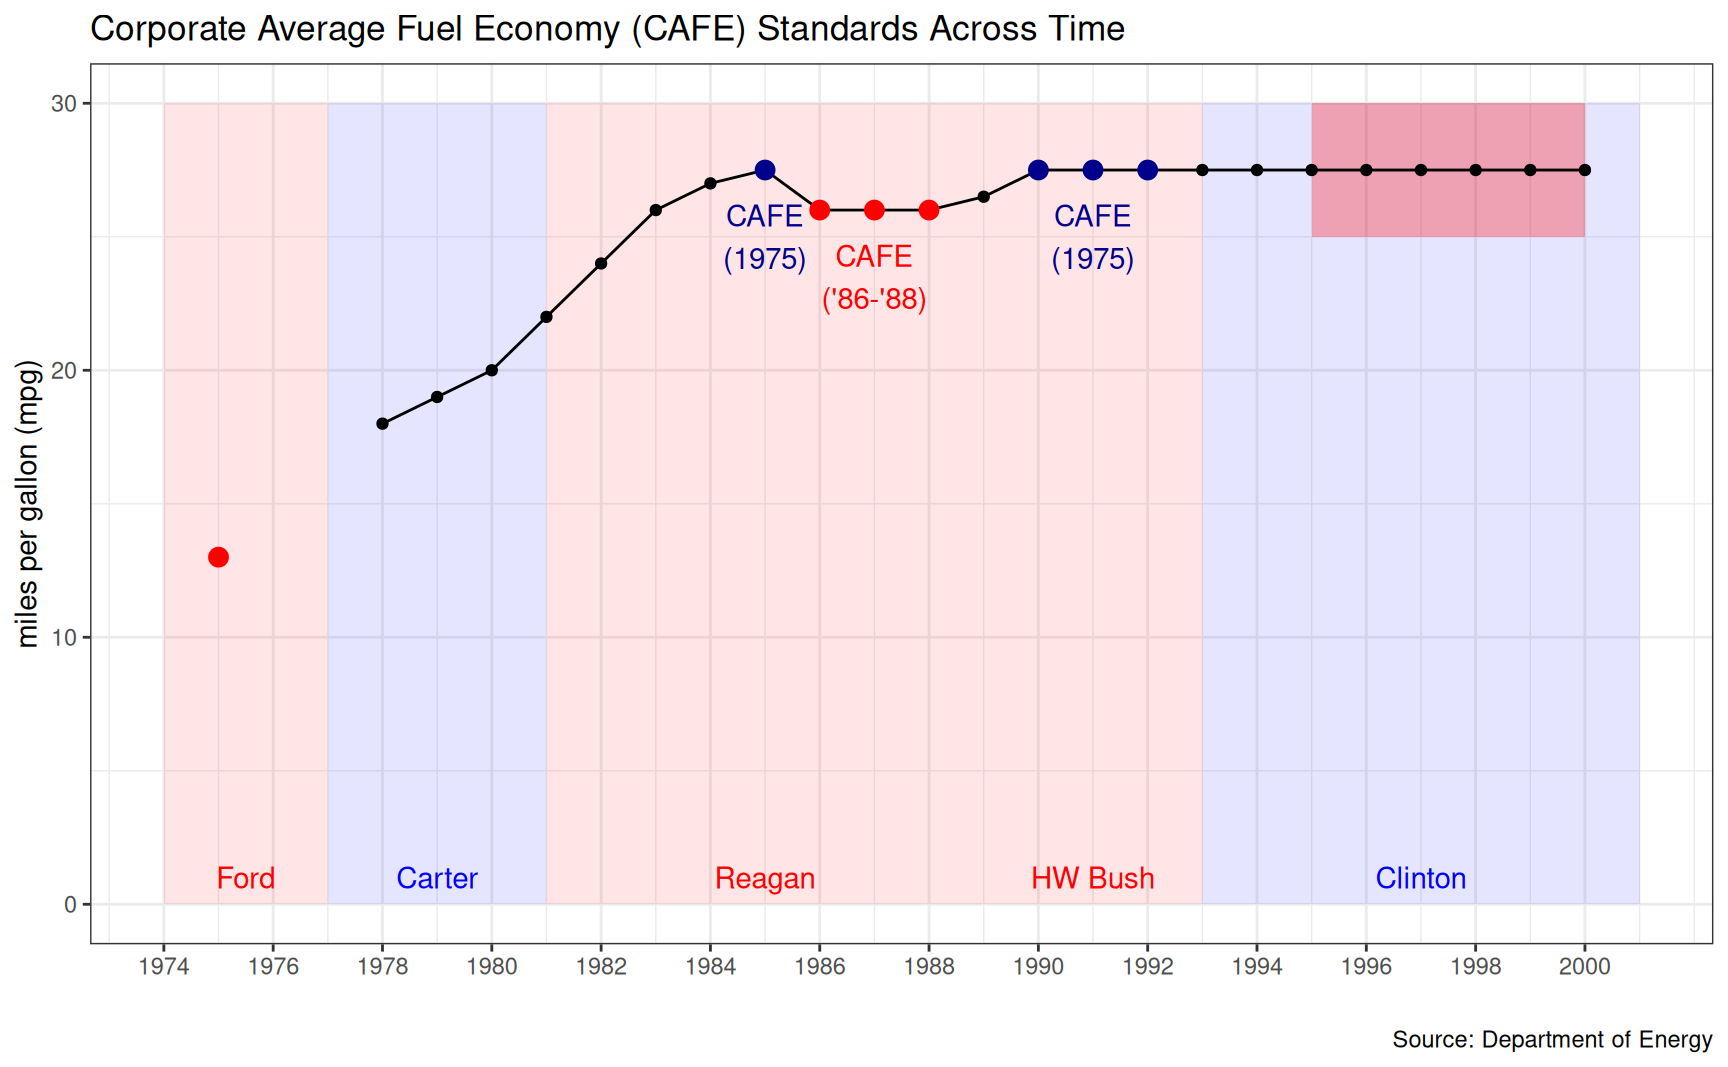 Corporate Average Fuel Economy (CAFE) Standards Across Time
miles per gallon (mpg)
30
20
10
0
CAFE
(1975)
CAFE
('86-'88)
CAFE
(1975)
Ford
Carter
Reagan
HW Bush
Clinton
1974 1976 1978 1980 1982 1984 1986 1988 1990 1992 1994 1996 1998 2000
Source: Department of Energy